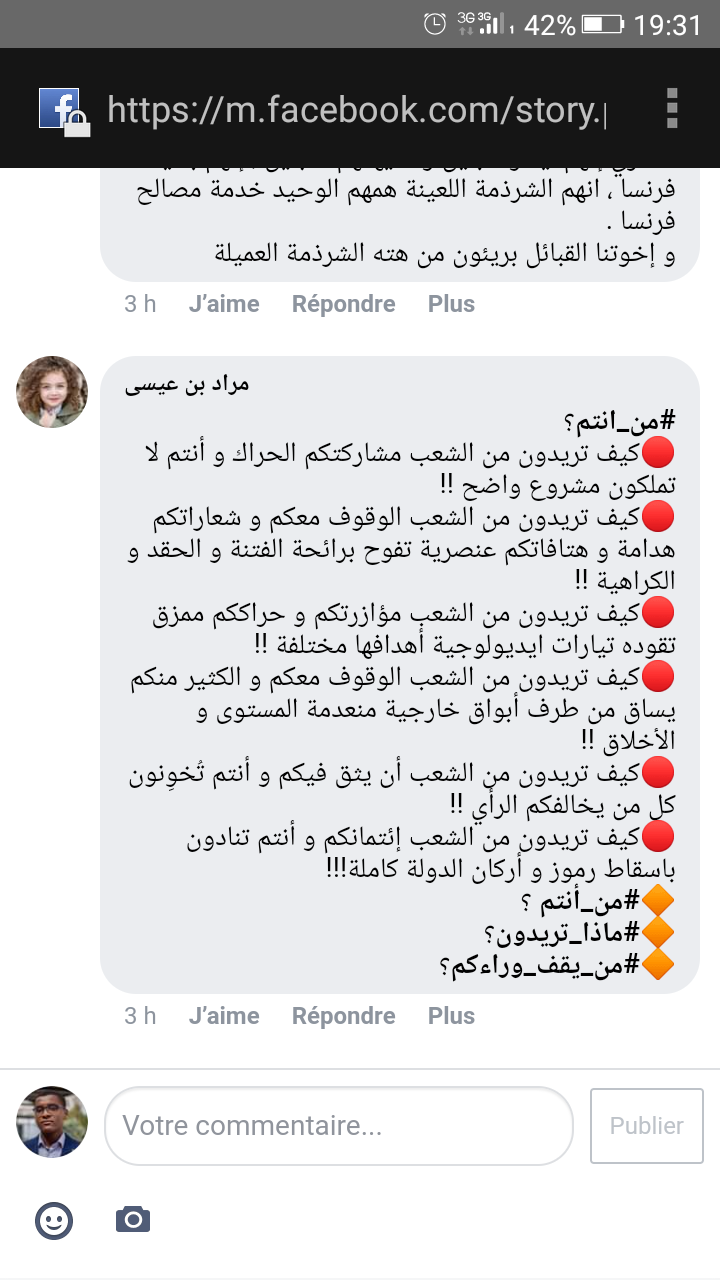 3G 3G 42% 19:31
https://m.facebook.com/story.p
فرنسا ، انهم الشرذمة اللعينة همهم الوحيد خدمة مصالح
فرنسا .
و إخوتنا القبائل بريئون من هته الشرذمة العميلة
3 h J'aime Répondre Plus
مراد بن عيسى
#من_انتم؟
🔴كيف تريدون من الشعب مشاركتكم الحراك و أنتم لا
تملكون مشروع واضح !!
🔴كيف تريدون من الشعب الوقوف معكم و شعاراتكم
هدامة و هتافاتكم عنصرية تفوح برائحة الفتنة و الحقد و
الكراهية !!
🔴كيف تريدون من الشعب مؤازرتكم و حراككم ممزق
تقوده تيارات ايديولوجية أهدافها مختلفة !!
🔴كيف تريدون من الشعب الوقوف معكم و الكثير منكم
يساق من طرف أبواق خارجية منعدمة المستوى و
الأخلاق !!
🔴كيف تريدون من الشعب أن يثق فيكم و أنتم تُخوِنون
كل من يخالفكم الرأي !!
🔴كيف تريدون من الشعب إئتمانكم و أنتم تنادون
باسقاط رموز و أركان الدولة كاملة!!!
🔶#من_أنتم ؟
🔶#ماذا_تريدون؟
🔶#من_يقف_وراءكم؟
3 h J'aime Répondre Plus
Votre commentaire...
Publier